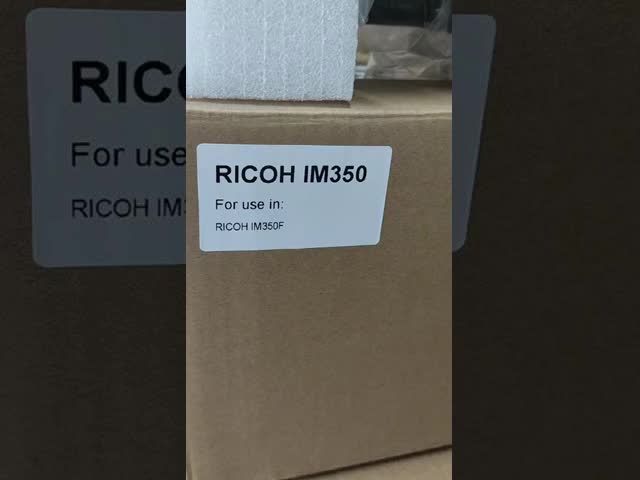 RICOH IM350
For use in:
RICOH IM350F